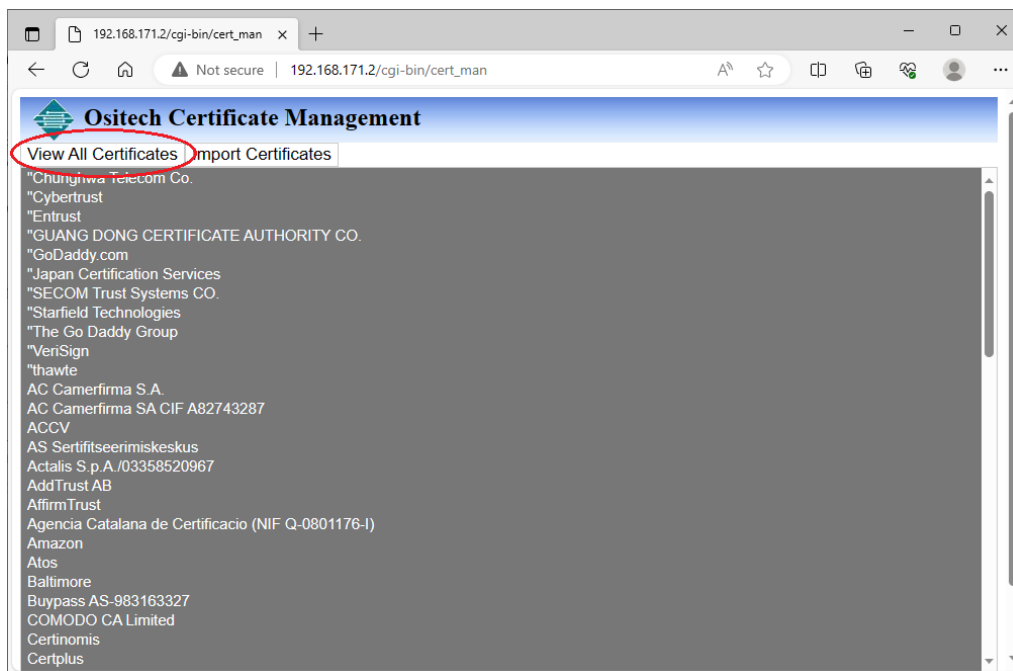 192.168.171.2/cgi-bin/cert_man
Not secure 192.168.171.2/cgi-bin/cert_man
Ositech Certificate Management
View All Certificates Import Certificates
"Chunghwa Telecom Co.
"Cybertrust
"Entrust
"GUANG DONG CERTIFICATE AUTHORITY CO.
"GoDaddy.com
"Japan Certification Services
"SECOM Trust Systems CO.
"Starfield Technologies
"The Go Daddy Group
"VeriSign
"thawte
AC Camerfirma S.A.
AC Camerfirma SA CIF A82743287
ACCV
AS Sertifitseerimiskeskus
Actalis S.p.A./03358520967
AddTrust AB
AffirmTrust
Agencia Catalana de Certificacio (NIF Q-0801176-I)
Amazon
Atos
Baltimore
Buypass AS-983163327
COMODO CA Limited
Certinomis
Certplus